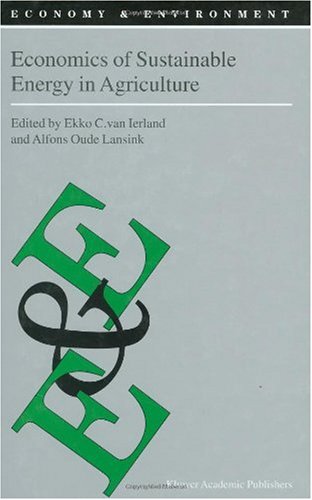 ECONOMY & ENVIRONMENT
Economics of Sustainable
Energy in Agriculture
Edited by Ekko C.van Ierland
and Alfons Oude Lansink
E&E
Kluwer Academic Publishers